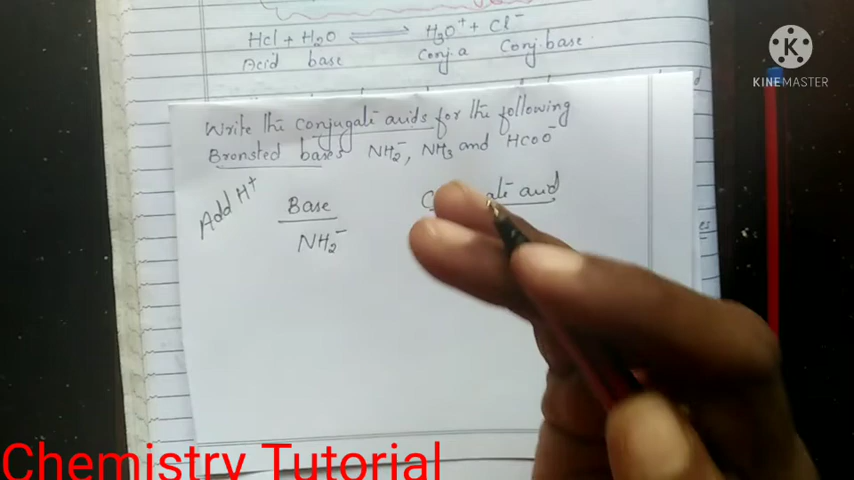 Hcl + H2O ⇌ H3O+ + Cl-
Acid base conj.a conj.base
K
KINEMASTER
Write the conjugate acids for the following
Bronsted bases NH2-, NH3 and HCOO-
Add H+
Base acid
NH2-
Chemistry Tutorial